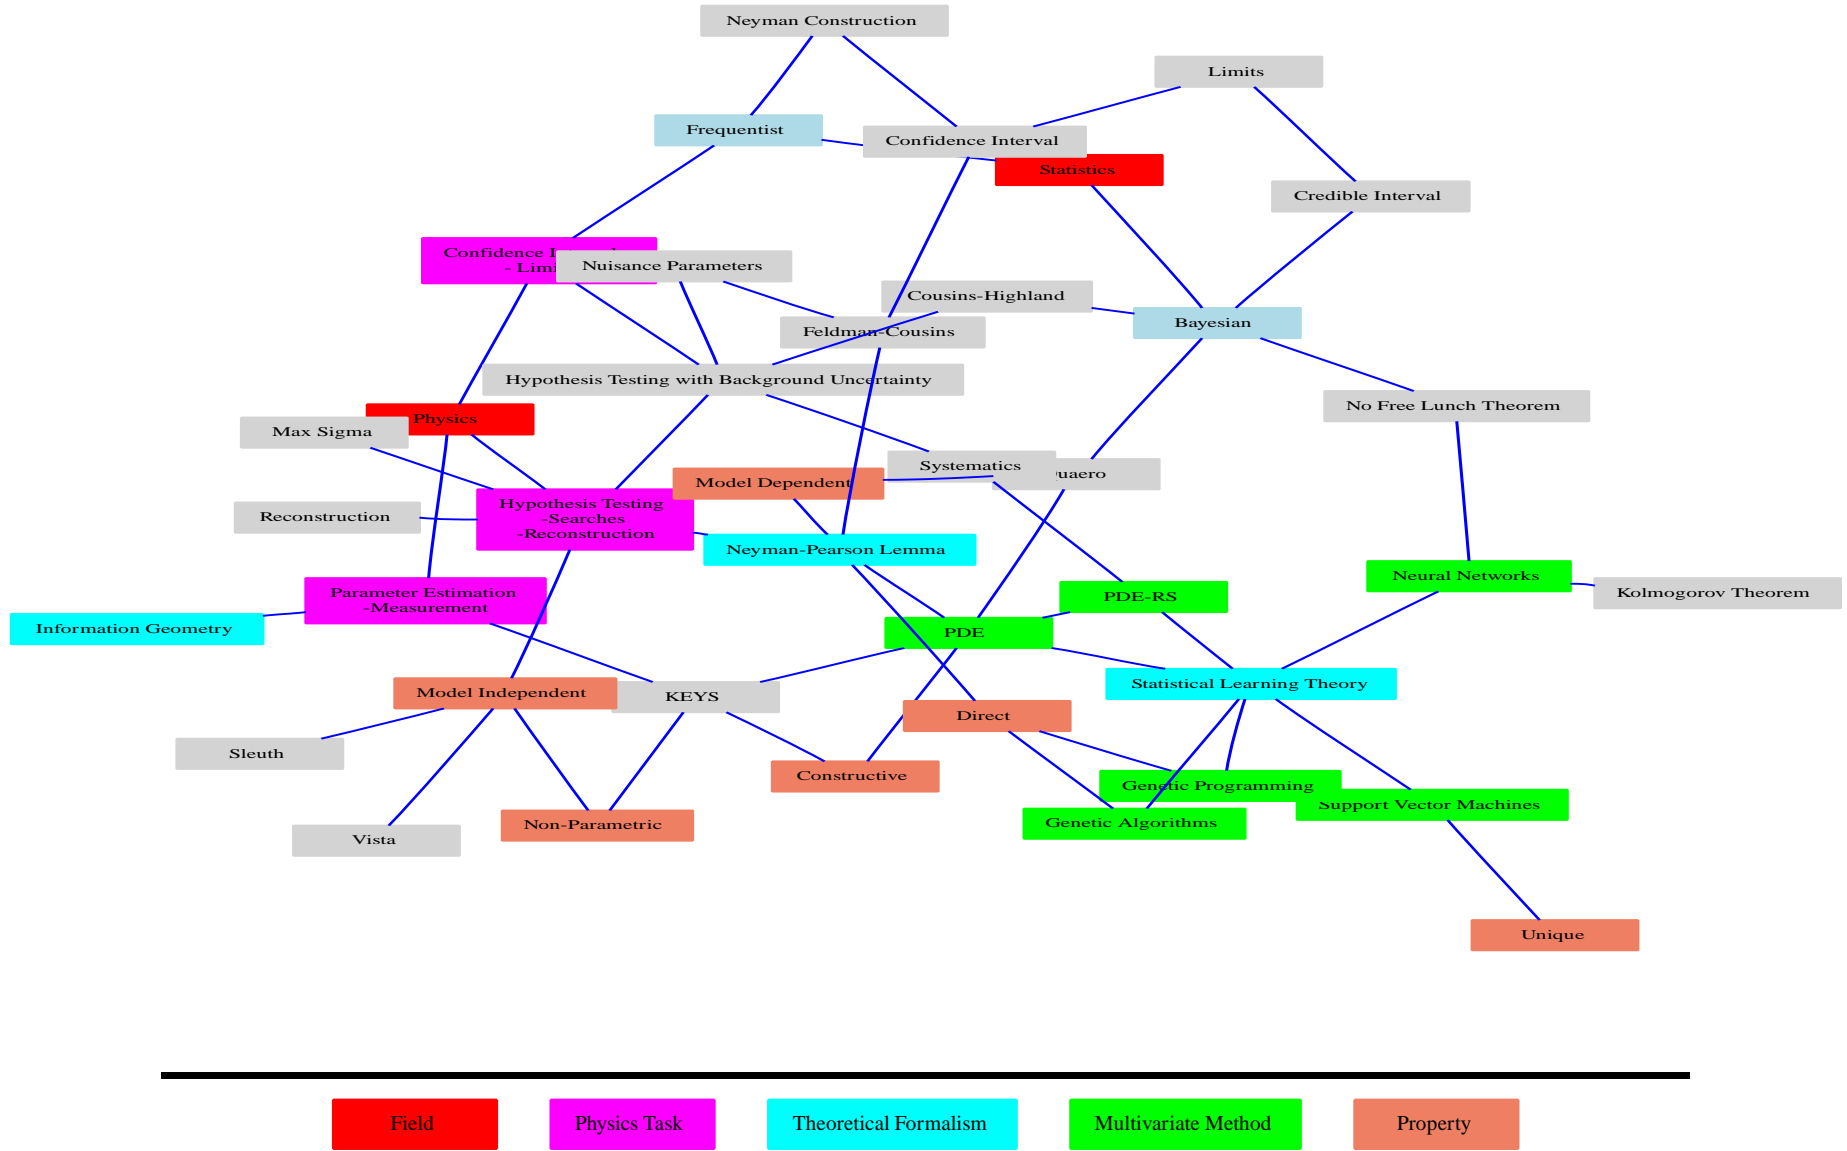 Neyman Construction
Limits
Frequentist
Confidence Interval
Statistics
Credible Interval
Confidence
- Limi
Nuisance Parameters
Cousins-Highland
Bayesian
Feldman-Cousins
Hypothesis Testing with Background Uncertainty
No Free Lunch Theorem
Physics
Max Sigma
Systematics
uaero
Model Dependent
Hypothesis Testing
-Searches
-Reconstruction
Reconstruction
Neyman-Pearson Lemma
Neural Networks
Kolmogorov Theorem
Parameter Estimation
-Measurement
PDE-RS
Information Geometry
PDE
Statistical Learning Theory
Model Independent
KEYS
Direct
Sleuth
Constructive
Genetic Programming
Support Vector Machines
Genetic Algorithms
Non-Parametric
Vista
Unique
Field
Physics Task
Theoretical Formalism
Multivariate Method
Property